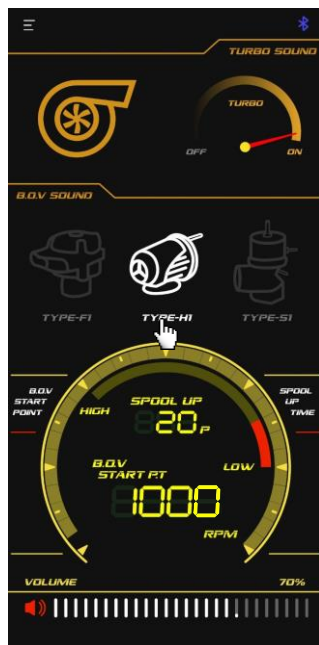 TURBO SOUND
TURBO
OFF
ON
B.O.V SOUND
TYPE-F1
TYPE-H1
TYPE-S1
B.O.V
START
POINT
SPOOL
UP
TIME
HIGH
SPOOL UP
20 P
LOW
B.O.V
START P.T
1000
RPM
VOLUME
70%